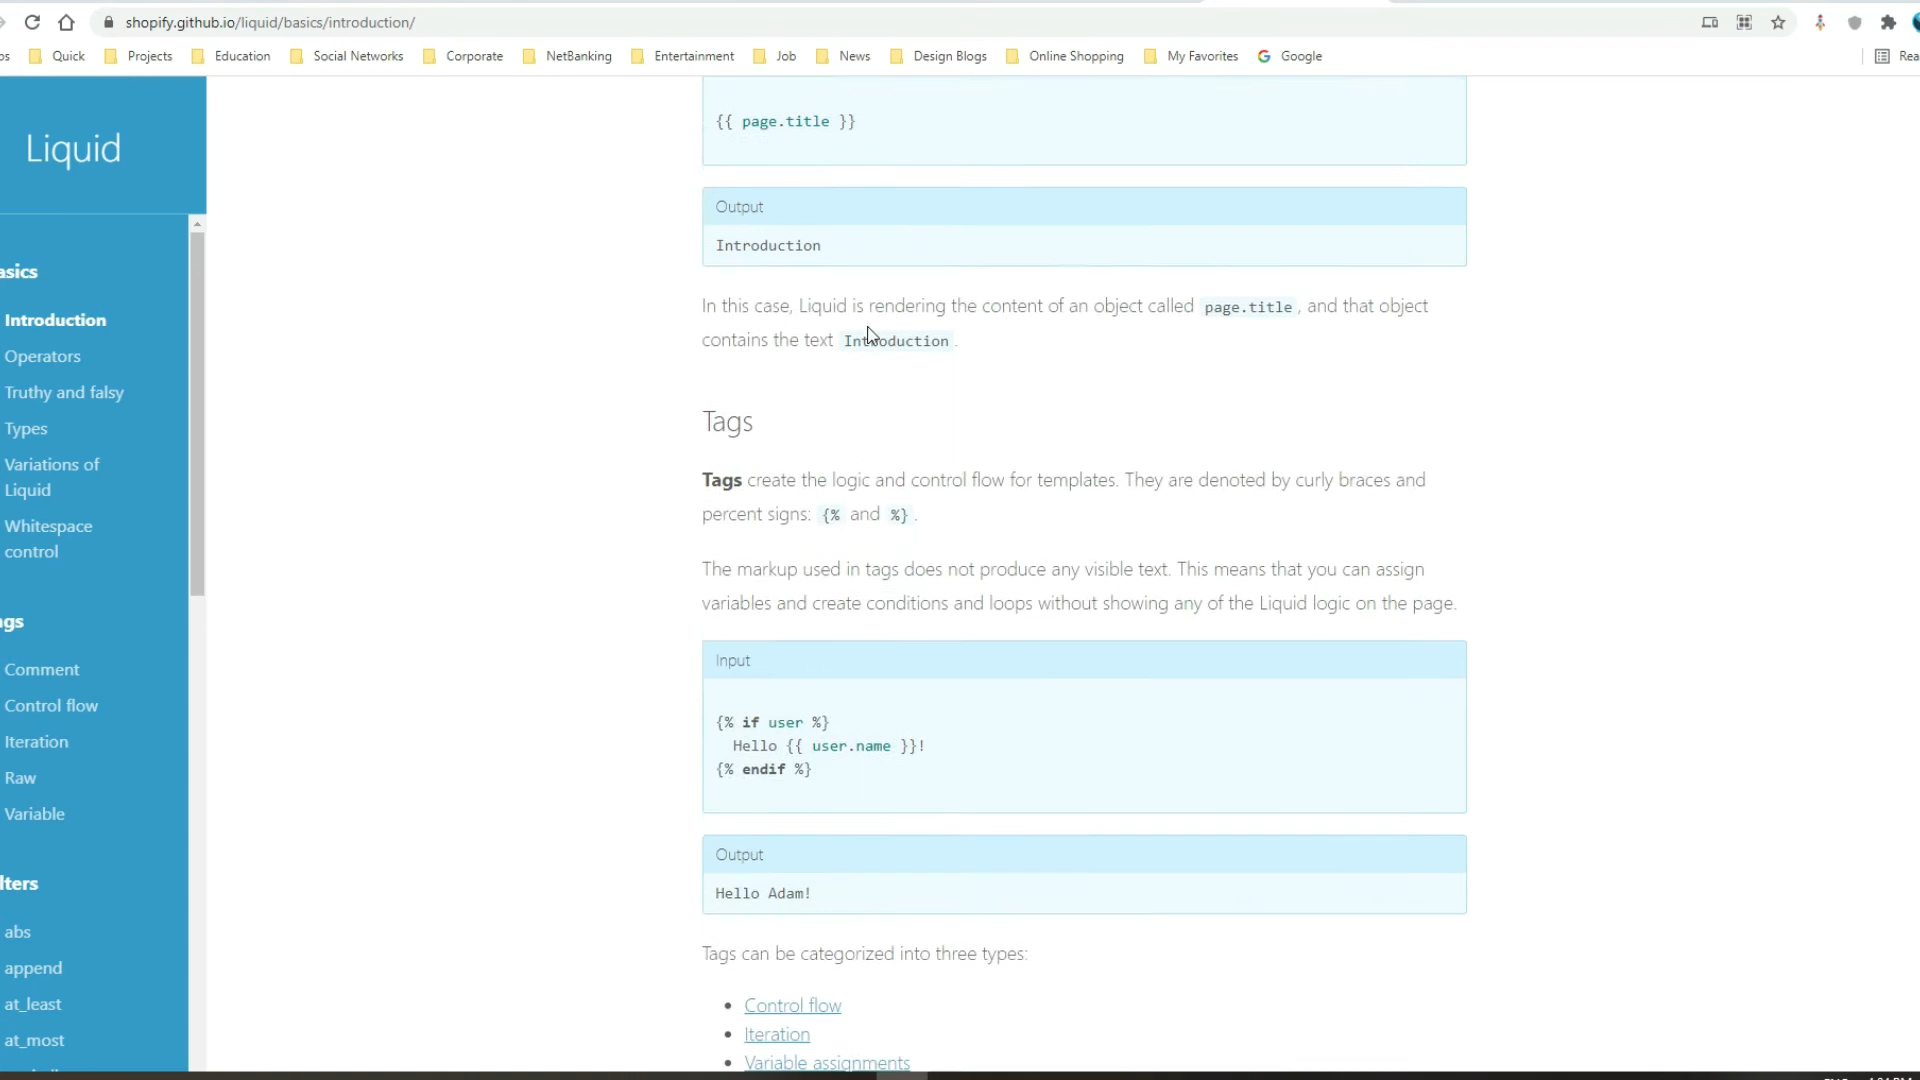 shopify.github.io/liquid/basics/introduction/
Quick
Projects
Education
Social Networks
Corporate
NetBanking
Entertainment
Job
News
Design Blogs
Online Shopping
My Favorites
G Google
Rea
Liquid
asics
Introduction
Operators
Truthy and falsy
Types
Variations of
Liquid
Whitespace
control
gs
Comment
Control flow
Iteration
Raw
Variable
lters
abs
append
at_least
at_most
{{ page.title }}
Output
Introduction
In this case, Liquid is rendering the content of an object called page.title, and that object
contains the text Introduction.
Tags
Tags create the logic and control flow for templates. They are denoted by curly braces and
percent signs: {% and %}.
The markup used in tags does not produce any visible text. This means that you can assign
variables and create conditions and loops without showing any of the Liquid logic on the page.
Input
{% if user %}
Hello {{ user.name }}!
{% endif %}
Output
Hello Adam!
Tags can be categorized into three types:
• Control flow
• Iteration
• Variable assignments